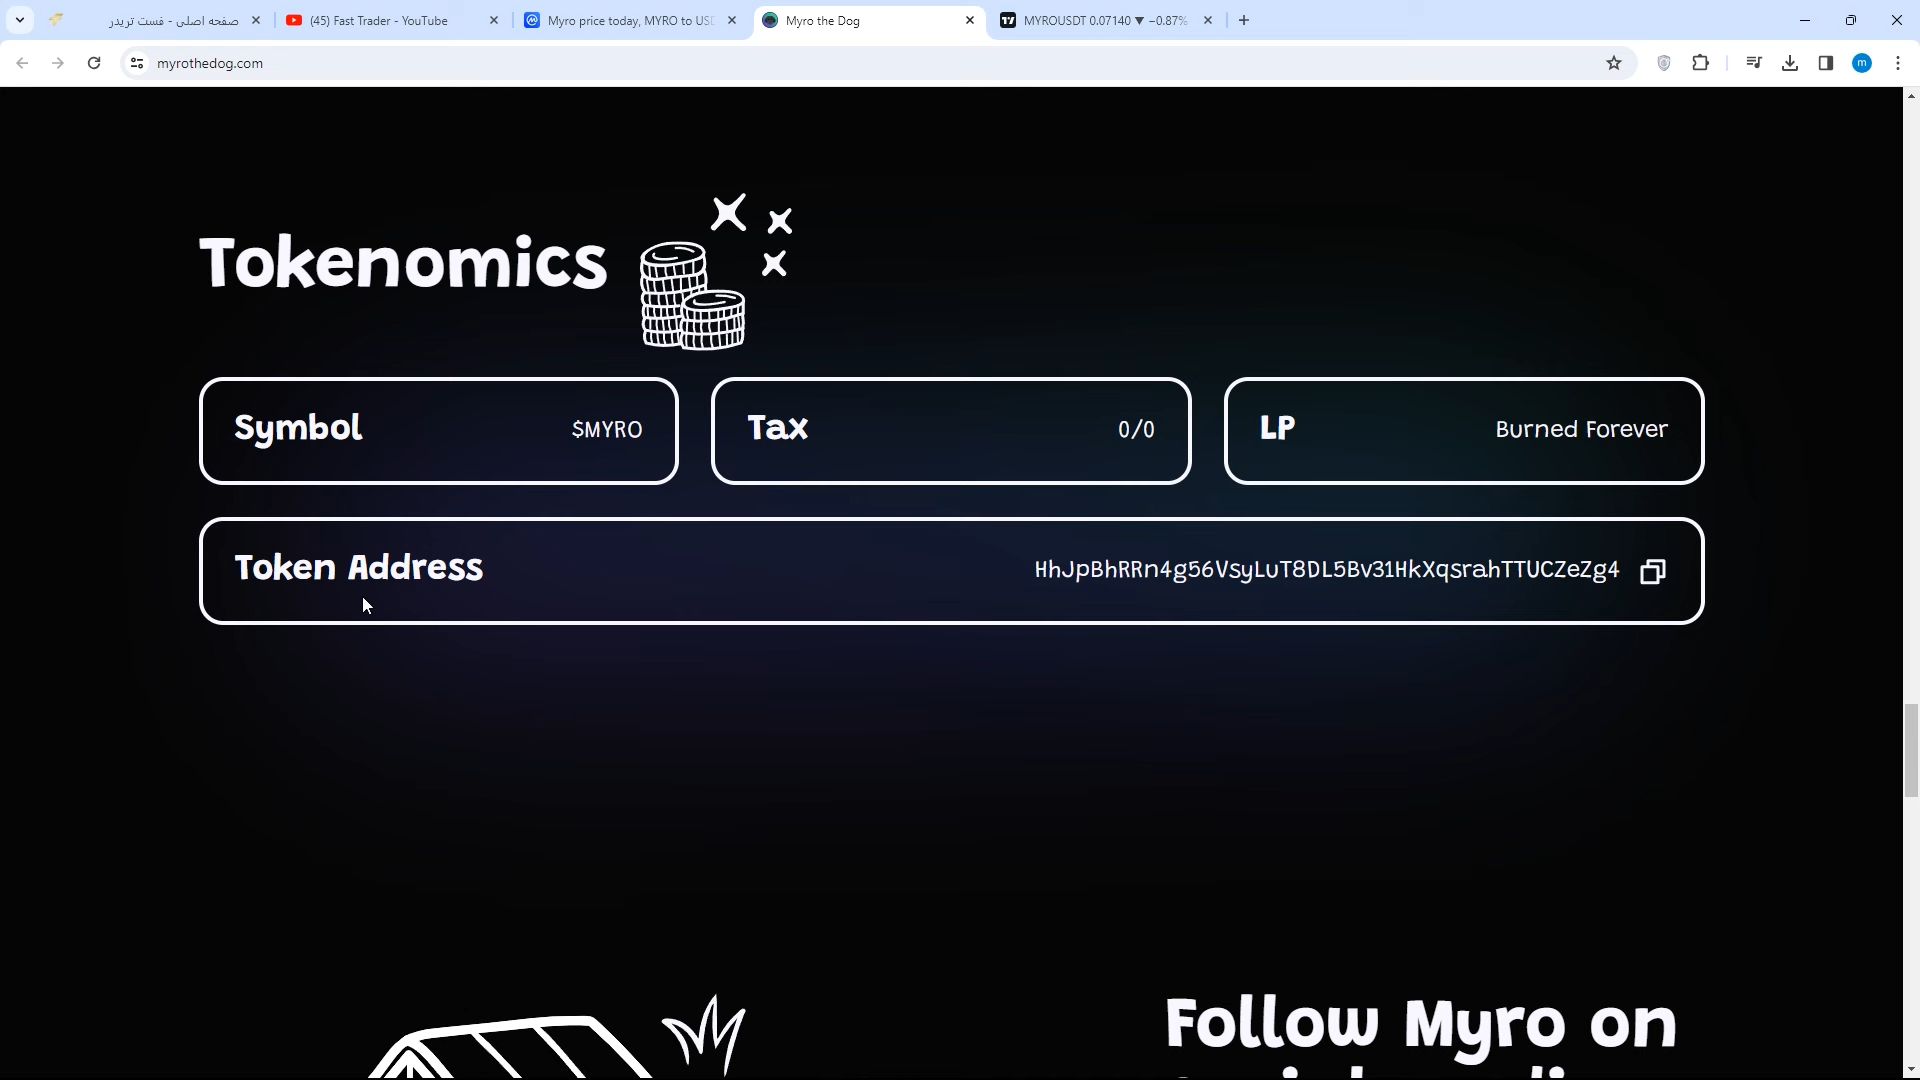 صفحه اصلی - فست تریدر
(45) Fast Trader - YouTube
Myro price today, MYRO to US
Myro the Dog
MYROUSDT 0.07140 ▼ −0.87%
myrothedog.com
m
Tokenomics
Symbol $MYRO
Tax 0/0
LP Burned Forever
Token Address HhJpBhRRn4g56VsyLuT8DL5Bv31HkXqsrahTTUCZeZg4
Follow Myro on